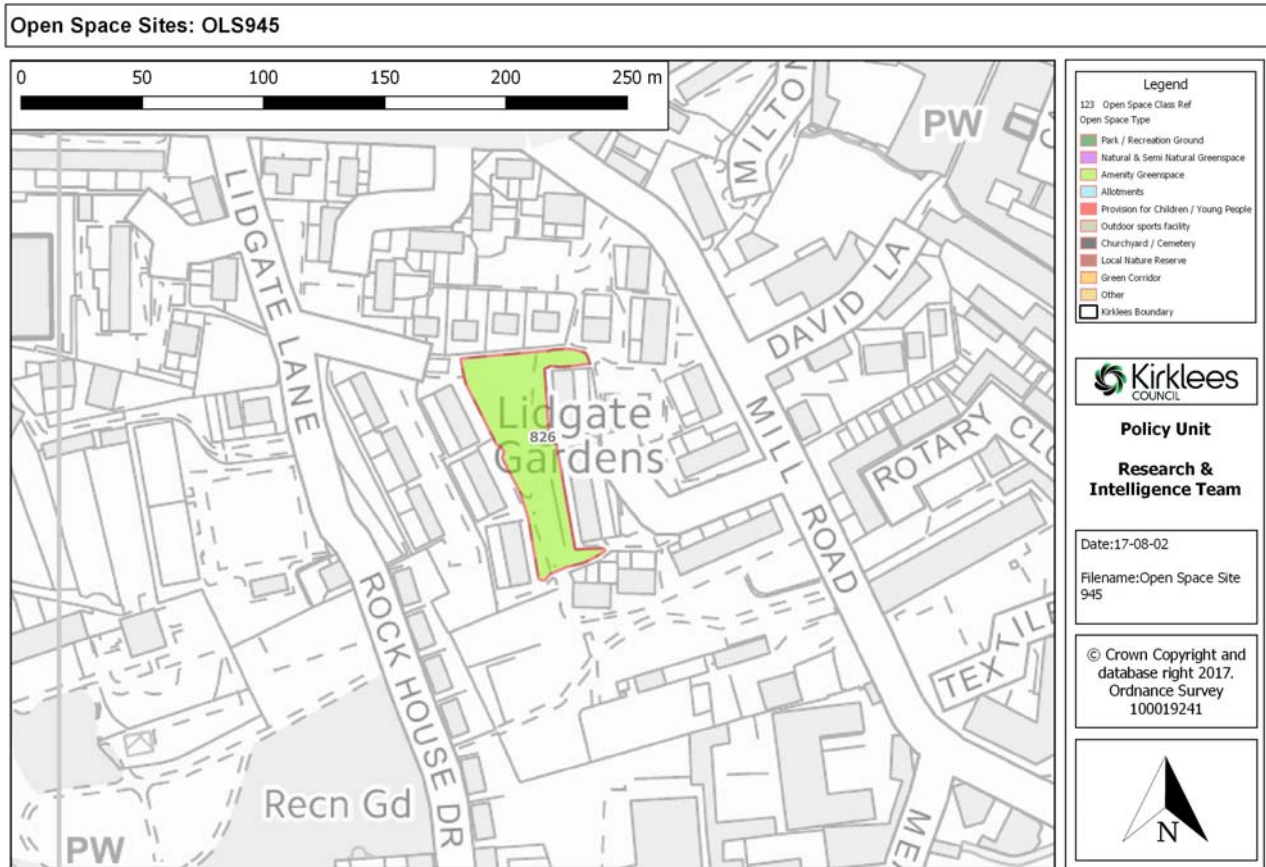 Open Space Sites: OLS945
0 50 100 150 200 250 m
PW
MILTON
LIDGATE LANE
DAVID LA
Lidgate
826
Gardens
MILL ROAD
ROTARY CLO
ROCK HOUSE DR
TEXTILE
Recn Gd
PW
ME
Legend
123 Open Space Class Ref
Open Space Type
Park / Recreation Ground
Natural & Semi Natural Greenspace
Amenity Greenspace
Allotments
Provision for Children / Young People
Outdoor sports facility
Churchyard / Cemetery
Local Nature Reserve
Green Corridor
Other
Kirklees Boundary
Kirklees
COUNCIL
Policy Unit
Research &
Intelligence Team
Date:17-08-02
Filename:Open Space Site
945
© Crown Copyright and
database right 2017.
Ordnance Survey
100019241
N